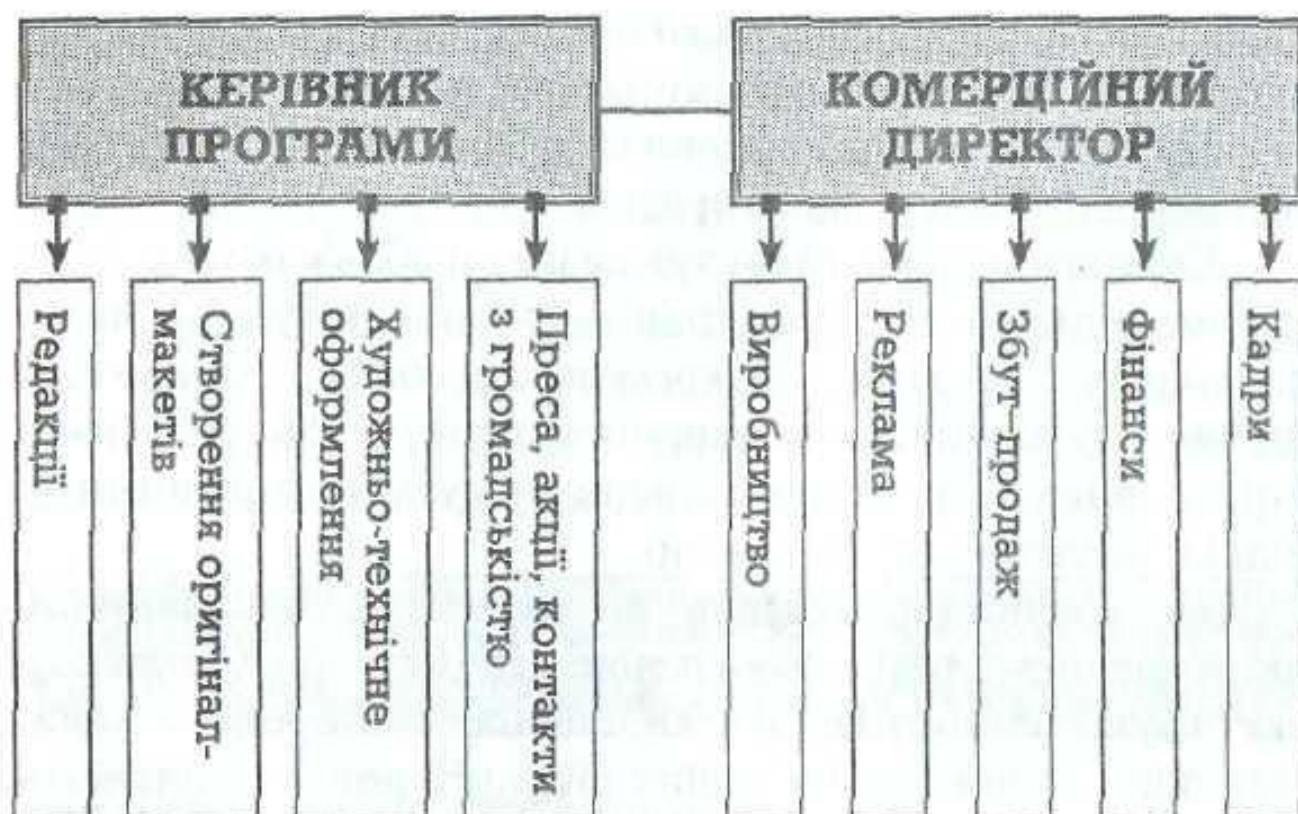 КЕРІВНИК
ПРОГРАМИ
КОМЕРЦІЙНИЙ
ДИРЕКТОР
Редакції
Створення оригінал-
макетів
Художньо-технічне
оформлення
Преса, акції, контакти
з громадськістю
Виробництво
Реклама
Збут-продаж
Фінанси
Кадри